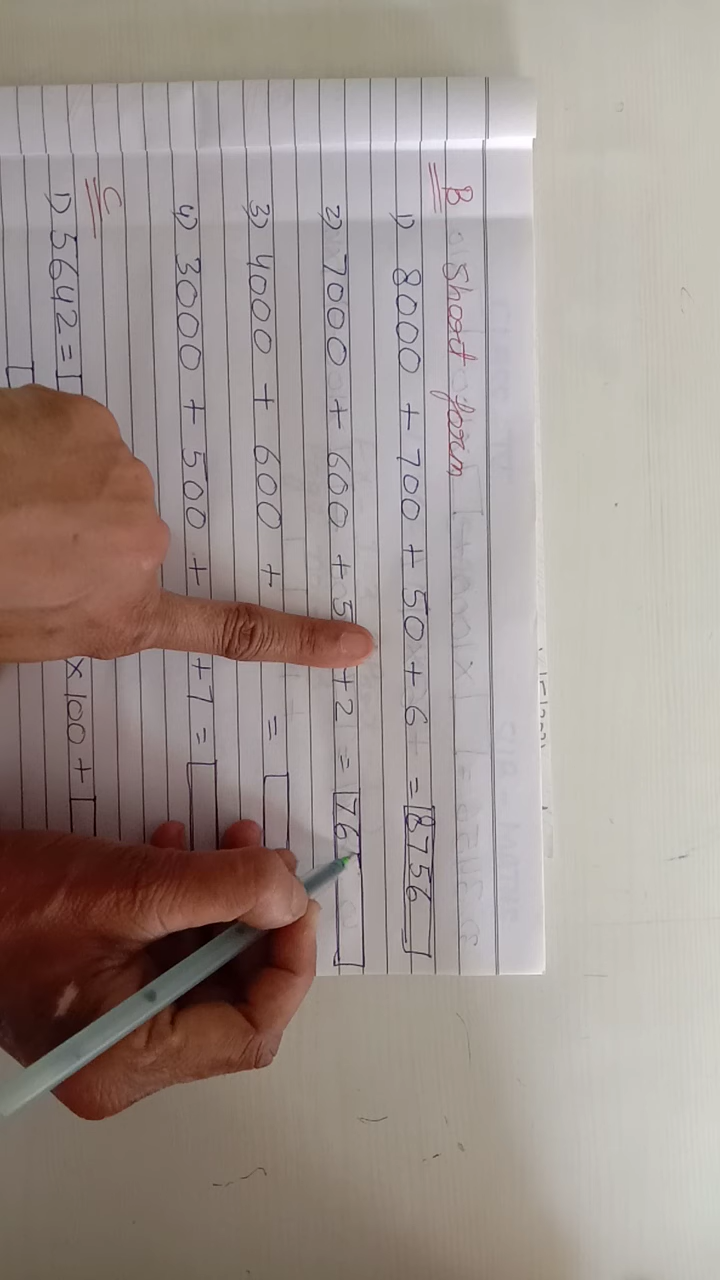 B Short form
1) 8000 + 700 + 50 + 6 = 8756
2) 7000 + 600 + 5 + 2 = 76
3) 4000 + 600 + =
4) 3000 + 500 + + 7 =
C
1) 5642 = × 100 +